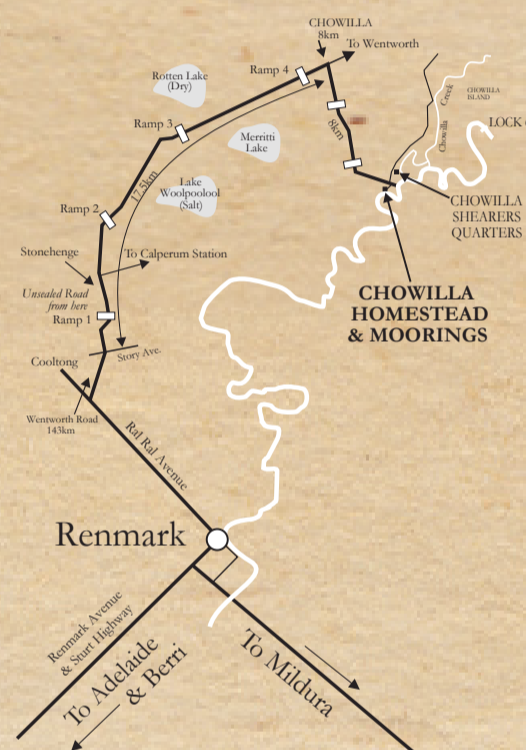 CHOWILLA
8km
To Wentworth
Ramp 4
Rotten Lake
(Dry)
Ramp 3
Merritti
Lake
8km
Chowilla Creek
CHOWILLA
ISLAND
LOCK
17.5km
Lake
Woolpoolool
(Salt)
CHOWILLA
SHEARERS
QUARTERS
Ramp 2
Stonehenge
To Calperum Station
Unsealed Road
from here
Ramp 1
CHOWILLA
HOMESTEAD
& MOORINGS
Story Ave.
Cooltong
Wentworth Road
143km
Ral Ral Avenue
Renmark
Renmark Avenue
& Sturt Highway
To Adelaide
& Berri
To Mildura